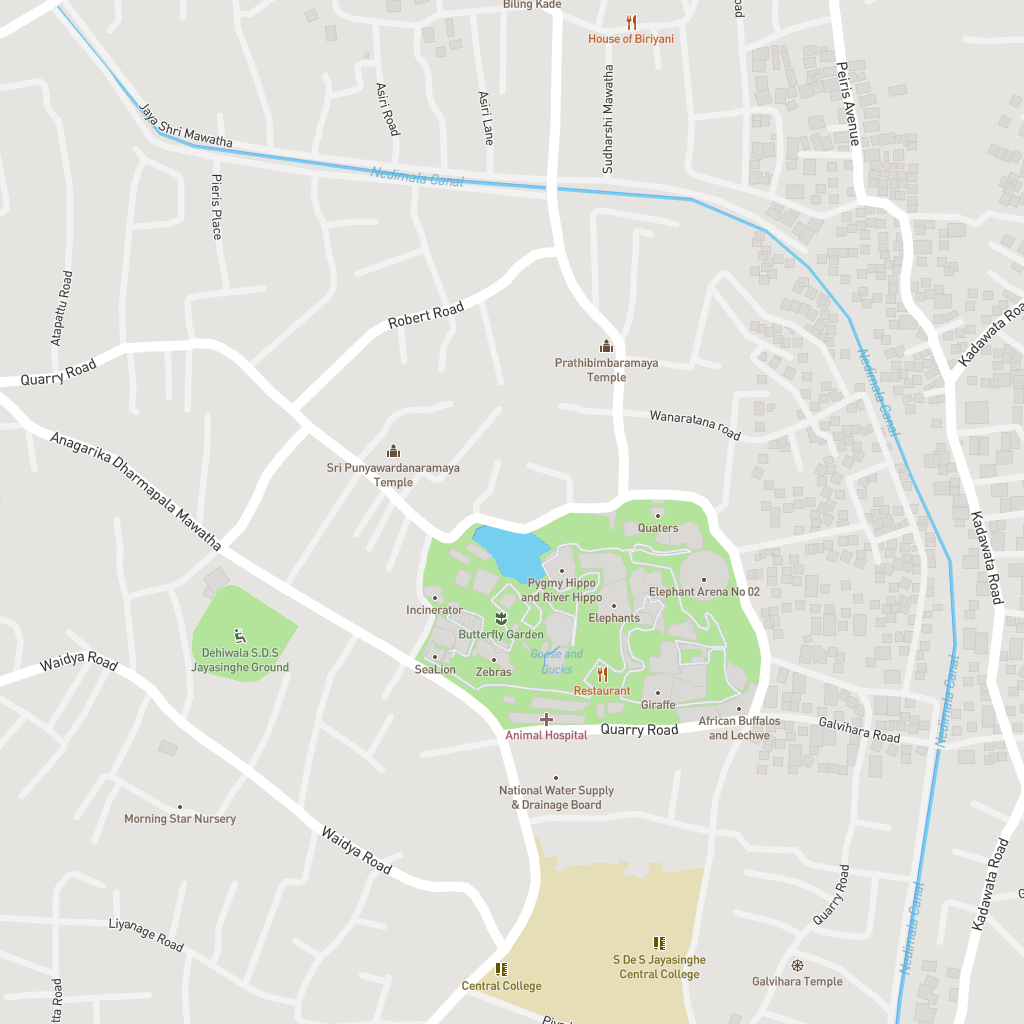 Biling Kade
House of Biriyani
Road
Peiris Avenue
Asiri Road
Asiri Lane
Sudharshi Mawatha
Jaya Shri Mawatha
Nedimala Canal
Pieris Place
Atapattu Road
Robert Road
Kadawata Roa
Quarry Road
Prathibimbaramaya
Temple
Nedimala Canal
Wanaratana road
Anagarika Dharmapala Mawatha
Sri Punyawardanaramaya
Temple
Kadawata Road
Quaters
Pygmy Hippo
and River Hippo
Elephant Arena No 02
Incinerator
Elephants
Butterfly Garden
Dehiwala S.D.S
Jayasinghe Ground
Waidya Road
SeaLion
Zebras
Goose and
Ducks
Restaurant
Giraffe
African Buffalos
and Lechwe
Nedimala Canal
Galvihara Road
Animal Hospital
Quarry Road
National Water Supply
& Drainage Board
Morning Star Nursery
Waidya Road
Quarry Road
Kadawata Road
G
Liyanage Road
Nedimala Canal
S De S Jayasinghe
Central College
Central College
Galvihara Temple
tta Road